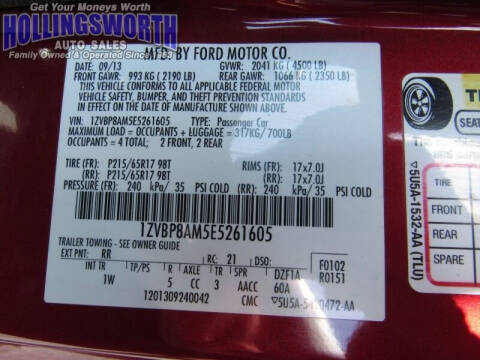 Get Your Moneys Worth
HOLLINGSWORTH
AUTO SALES
Family Owned & Operated Since 1953
MFD BY FORD MOTOR CO.
DATE: 09/13 GVWR: 2041 KG ( 4500 LB)
FRONT GAWR: 993 KG ( 2190 LB) REAR GAWR: 1066 KG ( 2350 LB)
THIS VEHICLE CONFORMS TO ALL APPLICABLE FEDERAL MOTOR
VEHICLE SAFETY, BUMPER, AND THEFT PREVENTION STANDARDS IN
EFFECT ON THE DATE OF MANUFACTURE SHOWN ABOVE.
VIN: 1ZVBP8AM5E5261605 TYPE: Passenger Car
MAXIMUM LOAD = OCCUPANTS + LUGGAGE = 317KG/700LB
OCCUPANTS = 4 TOTAL: 2 FRONT, 2 REAR
TIRE (FR): P215/65R17 98T RIMS (FR): 17x7.0J
TIRE (RR): P215/65R17 98T RIMS (RR): 17x7.0J
PRESSURE (FR): 240 kPa/ 35 PSI COLD (RR): 240 kPa/ 35 PSI COLD
1ZVBP8AM5E5261605
TRAILER TOWING - SEE OWNER GUIDE
EXT PNT: RR RC: 21 DSO: F0102
INT TR TP/PS R AXLE TR DZF1A R0151
1W 5 CC 3 AACC 60A
1201309240042 CMC
SEAT
TIRE
FRONT
REAR
SPARE
5U5A-1532-AA (TLU)